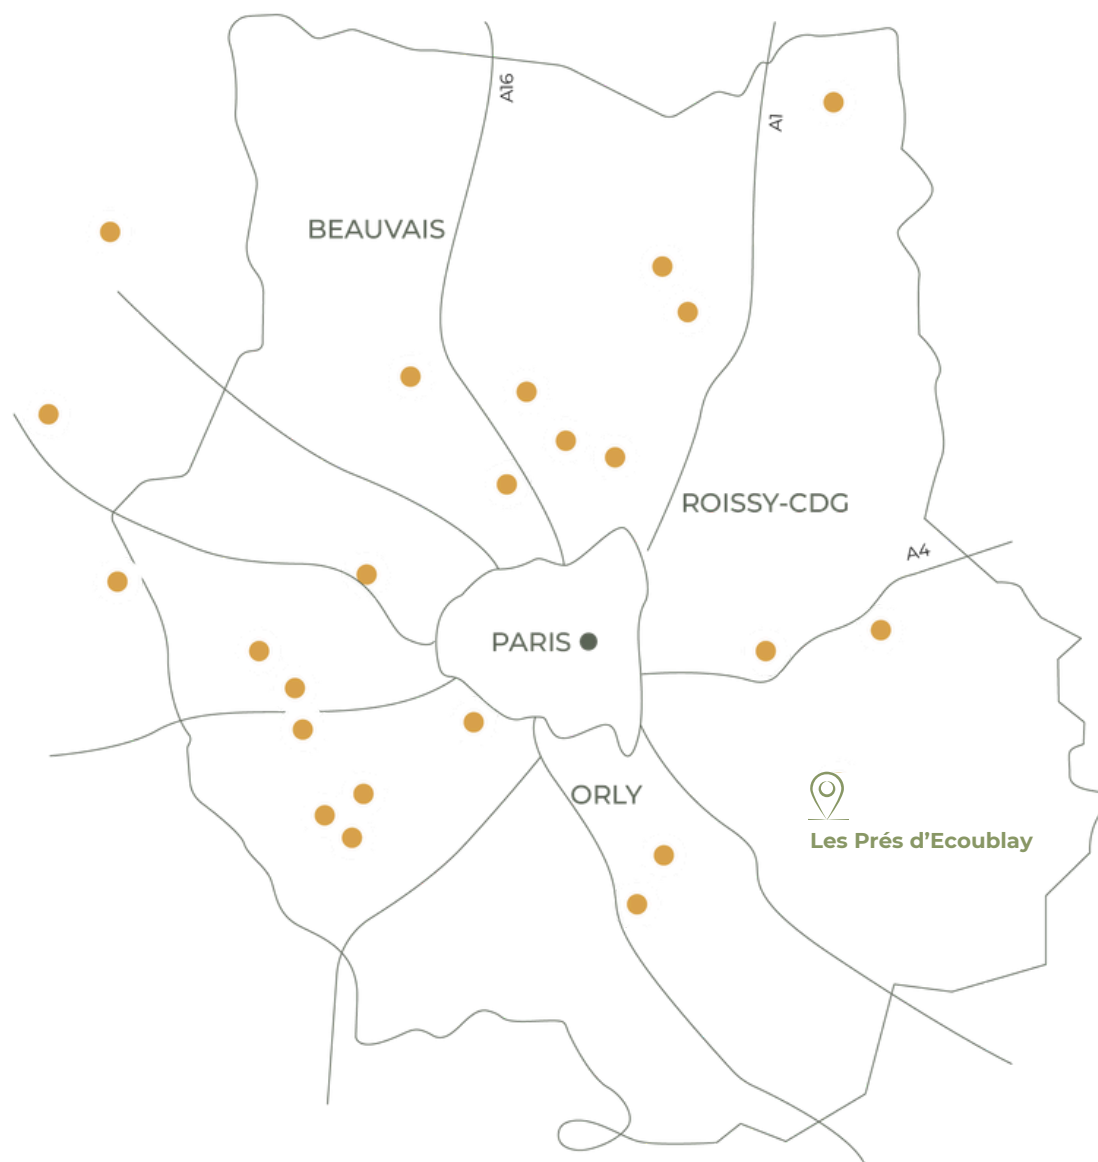 A16
A1
BEAUVAIS
ROISSY-CDG
A4
PARIS
ORLY
Les Prés d’Ecoublay